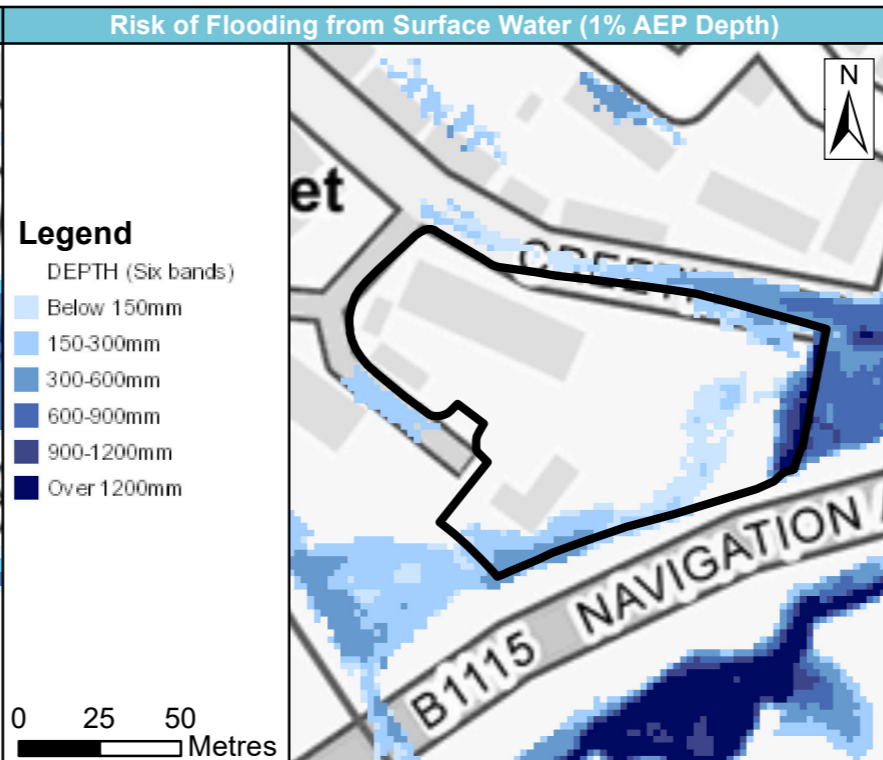 Risk of Flooding from Surface Water (1% AEP Depth)
N
et
Legend
DEPTH (Six bands)
Below 150mm
150-300mm
300-600mm
600-900mm
900-1200mm
Over 1200mm
B1115 NAVIGATION A
0 25 50
Metres